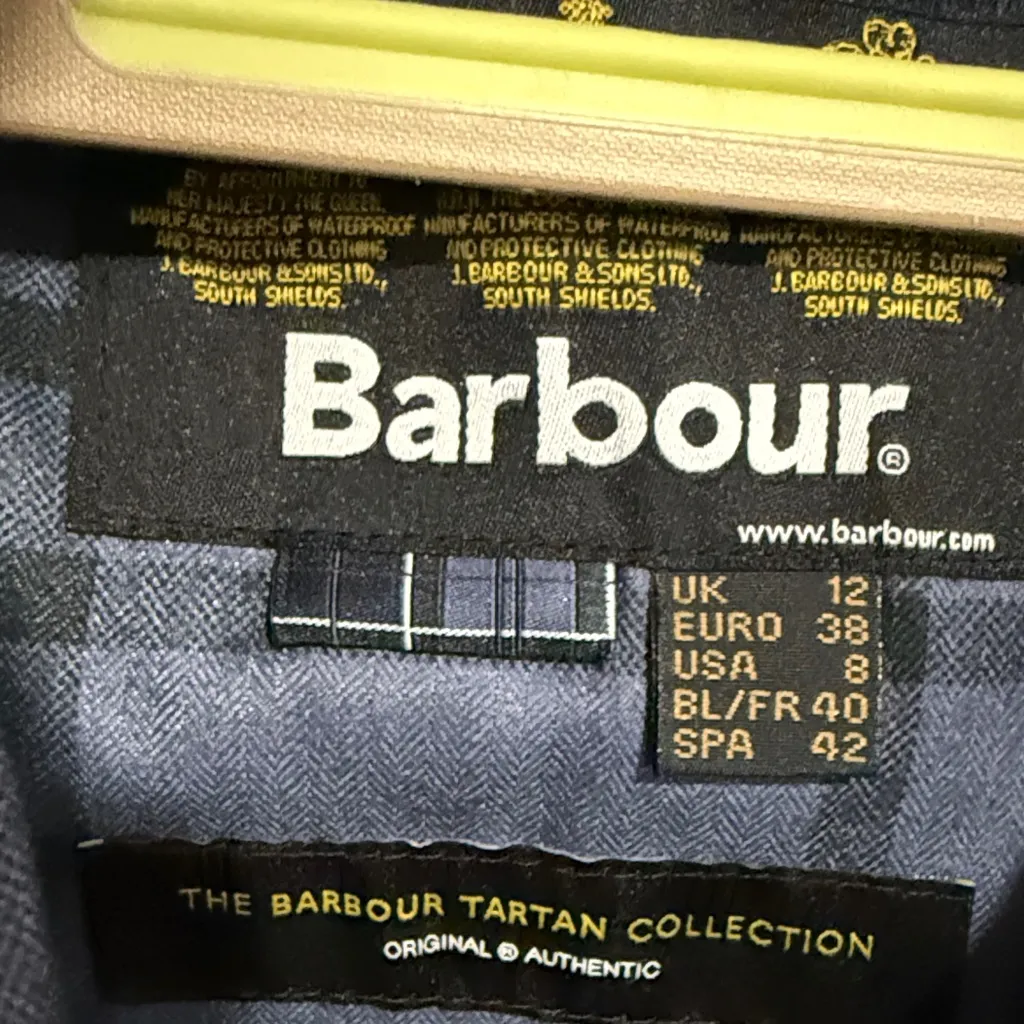 BY APPOINTMENT TO
HER MAJESTY THE QUEEN
MANUFACTURERS OF WATERPROOF
AND PROTECTIVE CLOTHING
J. BARBOUR & SONS LTD.,
SOUTH SHIELDS.
MANUFACTURERS OF WATERPROOF
AND PROTECTIVE CLOTHING
J. BARBOUR & SONS LTD.,
SOUTH SHIELDS.
MANUFACTURERS OF
AND PROTECTIVE CLOTHING
J. BARBOUR & SONS LTD.,
SOUTH SHIELDS.
Barbour®
www.barbour.com
UK 12
EURO 38
USA 8
BL/FR 40
SPA 42
THE BARBOUR TARTAN COLLECTION
ORIGINAL ® AUTHENTIC